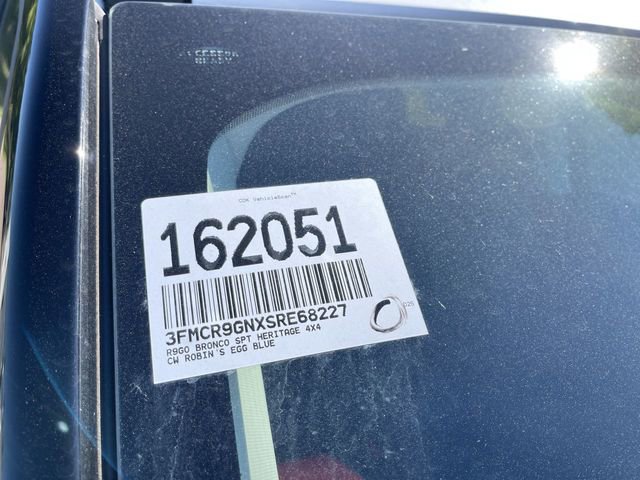 CDK VehicleScan™
162051
3FMCR9GNXSRE68227
R9G0 BRONCO SPT HERITAGE 4X4
CW ROBIN'S EGG BLUE